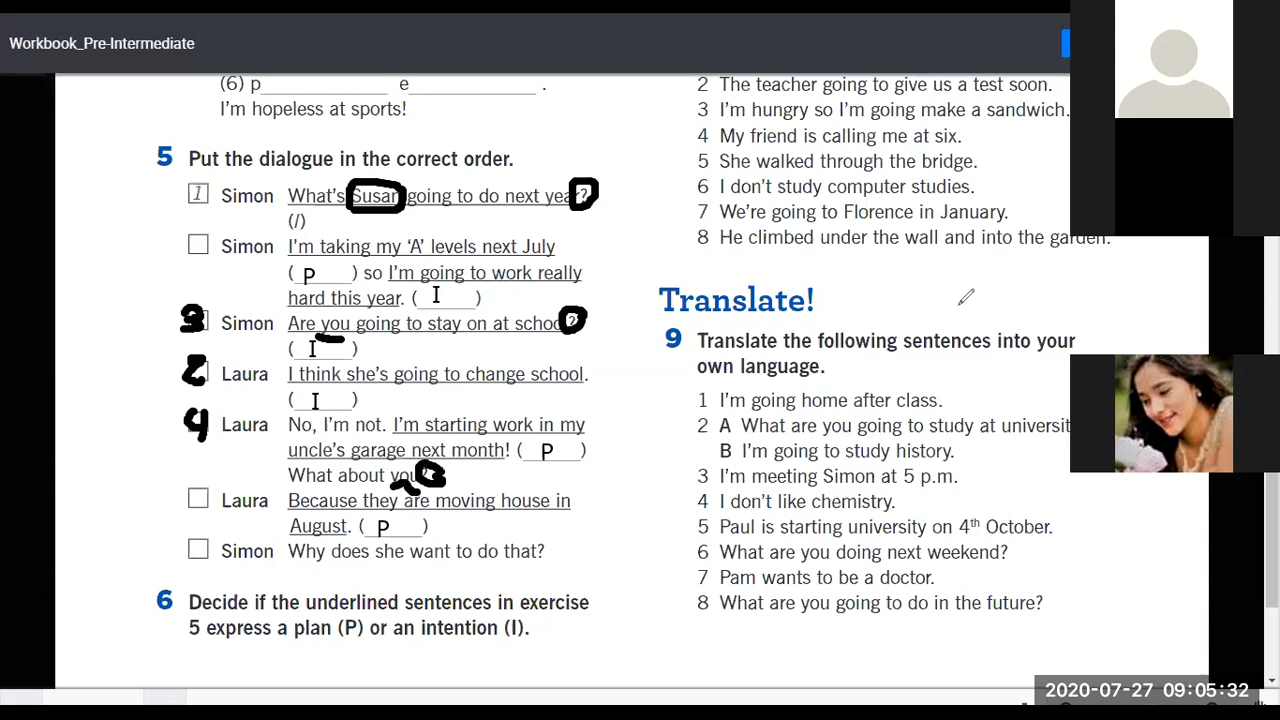 Workbook_Pre-Intermediate
(6) p____________ e____________ .
I'm hopeless at sports!
5 Put the dialogue in the correct order.
1 Simon What's Susan going to do next year?
(I)
Simon I'm taking my 'A' levels next July
( P ) so I'm going to work really
hard this year. ( I )
3 Simon Are you going to stay on at school?
( I )
2 Laura I think she's going to change school.
( I )
4 Laura No, I'm not. I'm starting work in my
uncle's garage next month! ( P )
What about you?
Laura Because they are moving house in
August. ( P )
Simon Why does she want to do that?
6 Decide if the underlined sentences in exercise
5 express a plan (P) or an intention (I).
2 The teacher going to give us a test soon.
3 I'm hungry so I'm going make a sandwich.
4 My friend is calling me at six.
5 She walked through the bridge.
6 I don't study computer studies.
7 We're going to Florence in January.
8 He climbed under the wall and into the garden.
Translate!
9 Translate the following sentences into your
own language.
1 I'm going home after class.
2 A What are you going to study at universit
B I'm going to study history.
3 I'm meeting Simon at 5 p.m.
4 I don't like chemistry.
5 Paul is starting university on 4th October.
6 What are you doing next weekend?
7 Pam wants to be a doctor.
8 What are you going to do in the future?
2020-07-27 09:05:32